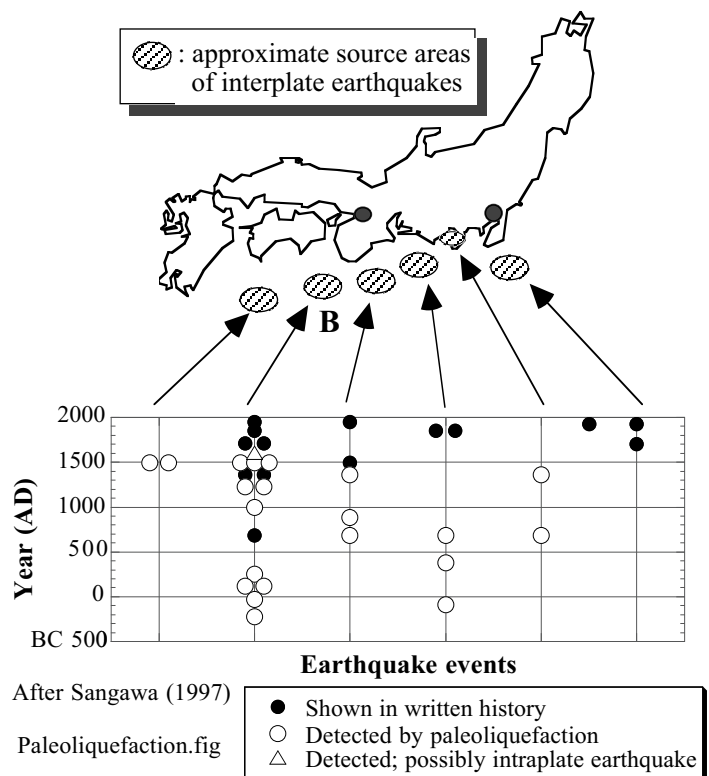 : approximate source areas
of interplate earthquakes
B
Year (AD)
2000
1500
1000
500
0
BC 500
Earthquake events
After Sangawa (1997)
Paleoliquefaction.fig
Shown in written history
Detected by paleoliquefaction
Detected; possibly intraplate earthquake